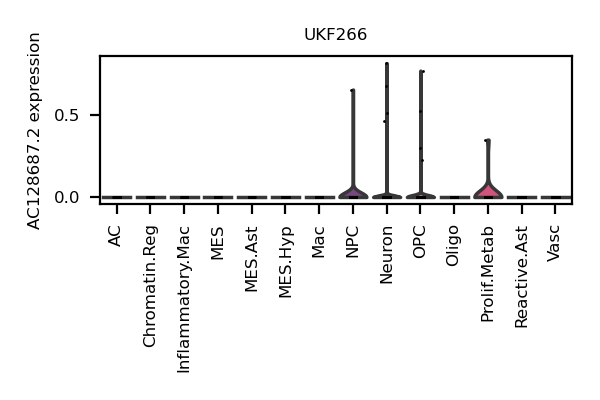 UKF266
AC128687.2 expression
0.5
0.0
AC
Chromatin.Reg
Inflammatory.Mac
MES
MES.Ast
MES.Hyp
Mac
NPC
Neuron
OPC
Oligo
Prolif.Metab
Reactive.Ast
Vasc